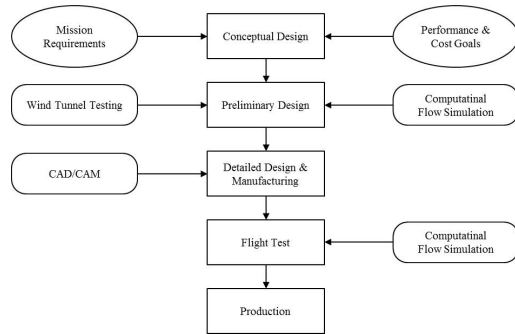 Mission
Requirements
Conceptual Design
Performance &
Cost Goals
Wind Tunnel Testing
Preliminary Design
Computatinal
Flow Simulation
CAD/CAM
Detailed Design &
Manufacturing
Flight Test
Computatinal
Flow Simulation
Production